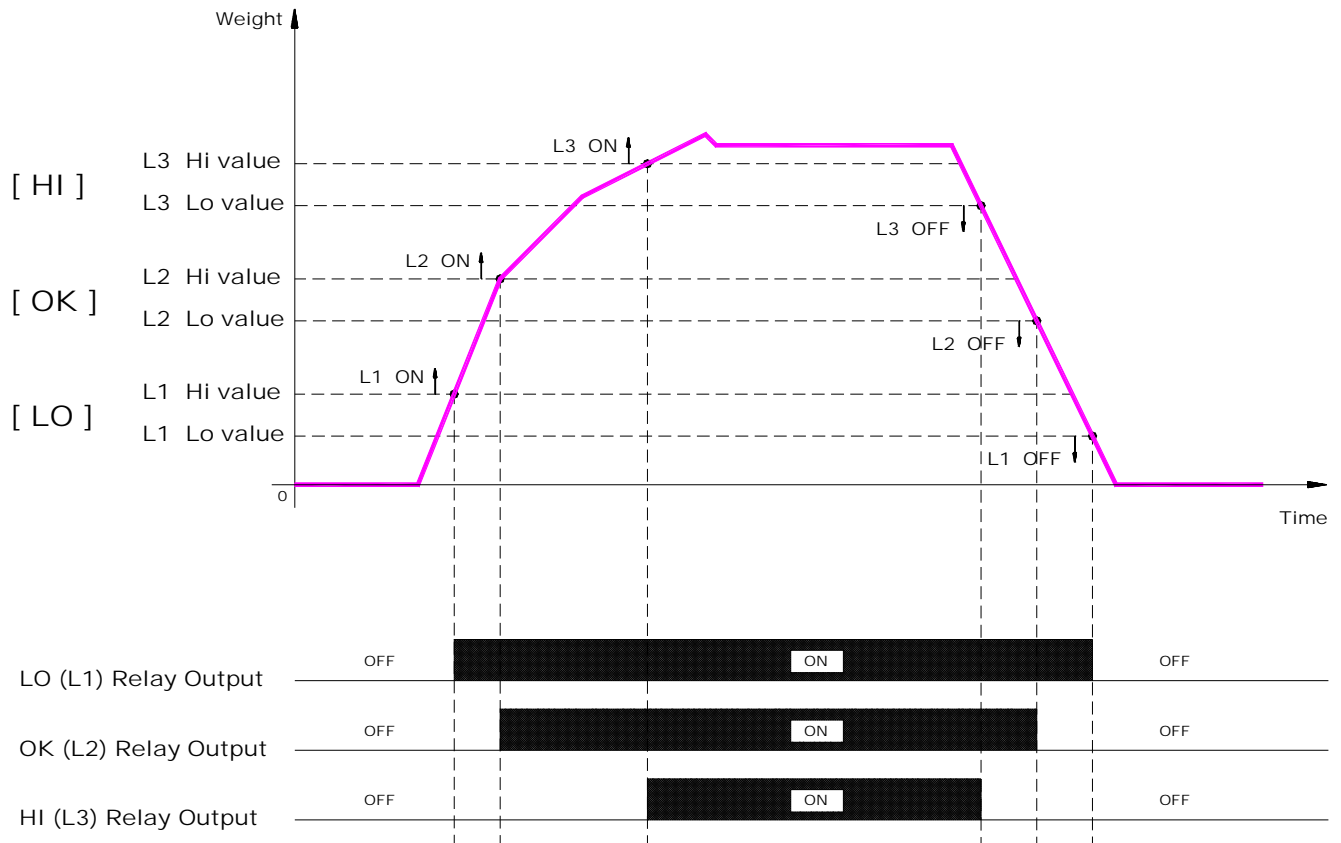 Weight
L3 ON
L3 Hi value
[ HI ]
L3 Lo value
L3 OFF
L2 ON
L2 Hi value
[ OK ]
L2 Lo value
L2 OFF
L1 ON
L1 Hi value
[ LO ]
L1 Lo value
L1 OFF
0
Time
OFF ON OFF
LO (L1) Relay Output
OFF ON OFF
OK (L2) Relay Output
OFF ON OFF
HI (L3) Relay Output